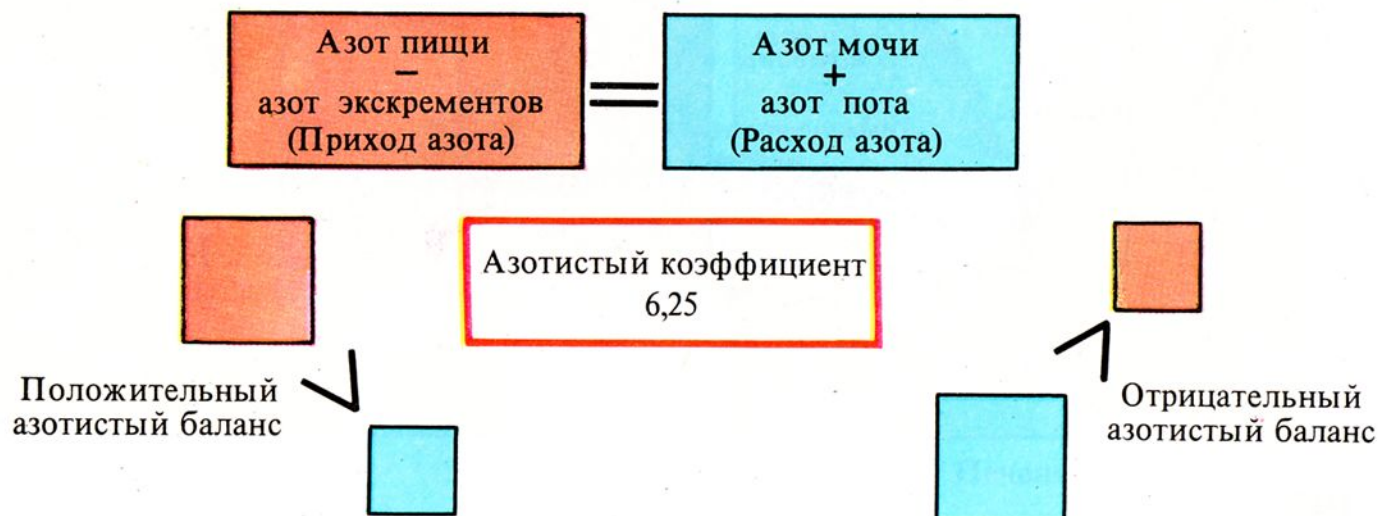 Азот пищи
−
азот экскрементов
(Приход азота)
=
Азот мочи
+
азот пота
(Расход азота)
Азотистый коэффициент
6,25
Положительный
азотистый баланс
Отрицательный
азотистый баланс